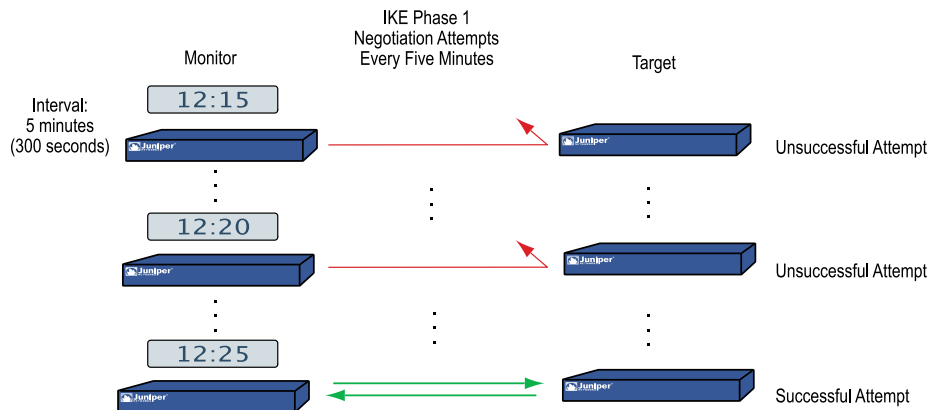 IKE Phase 1
Negotiation Attempts
Every Five Minutes
Monitor
Target
Interval:
5 minutes
(300 seconds)
12:15
Juniper
Juniper
Unsuccessful Attempt
12:20
Juniper
Juniper
Unsuccessful Attempt
12:25
Juniper
Juniper
Successful Attempt